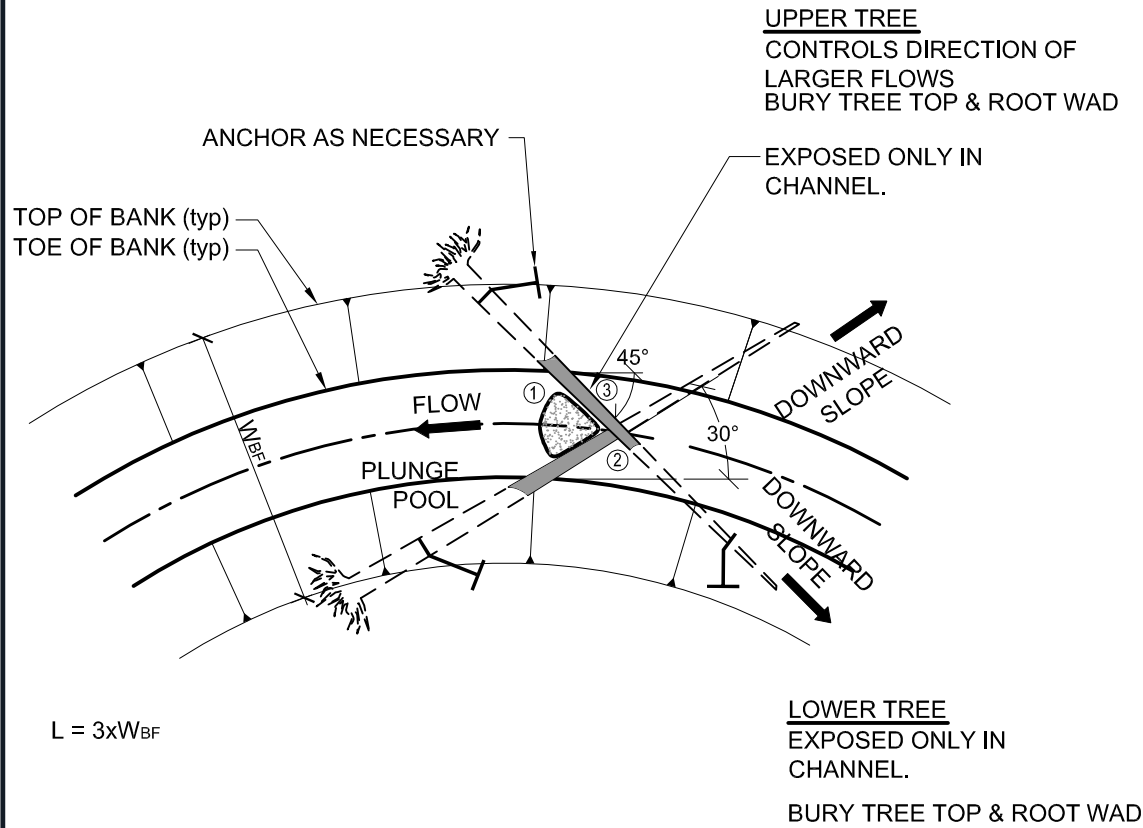 UPPER TREE
CONTROLS DIRECTION OF
LARGER FLOWS
BURY TREE TOP & ROOT WAD
ANCHOR AS NECESSARY
EXPOSED ONLY IN
CHANNEL.
TOP OF BANK (typ)
TOE OF BANK (typ)
45°
① ③
FLOW
DOWNWARD
SLOPE
WBF
30°
②
PLUNGE
POOL
DOWNWARD
SLOPE
L = 3xWBF
LOWER TREE
EXPOSED ONLY IN
CHANNEL.
BURY TREE TOP & ROOT WAD